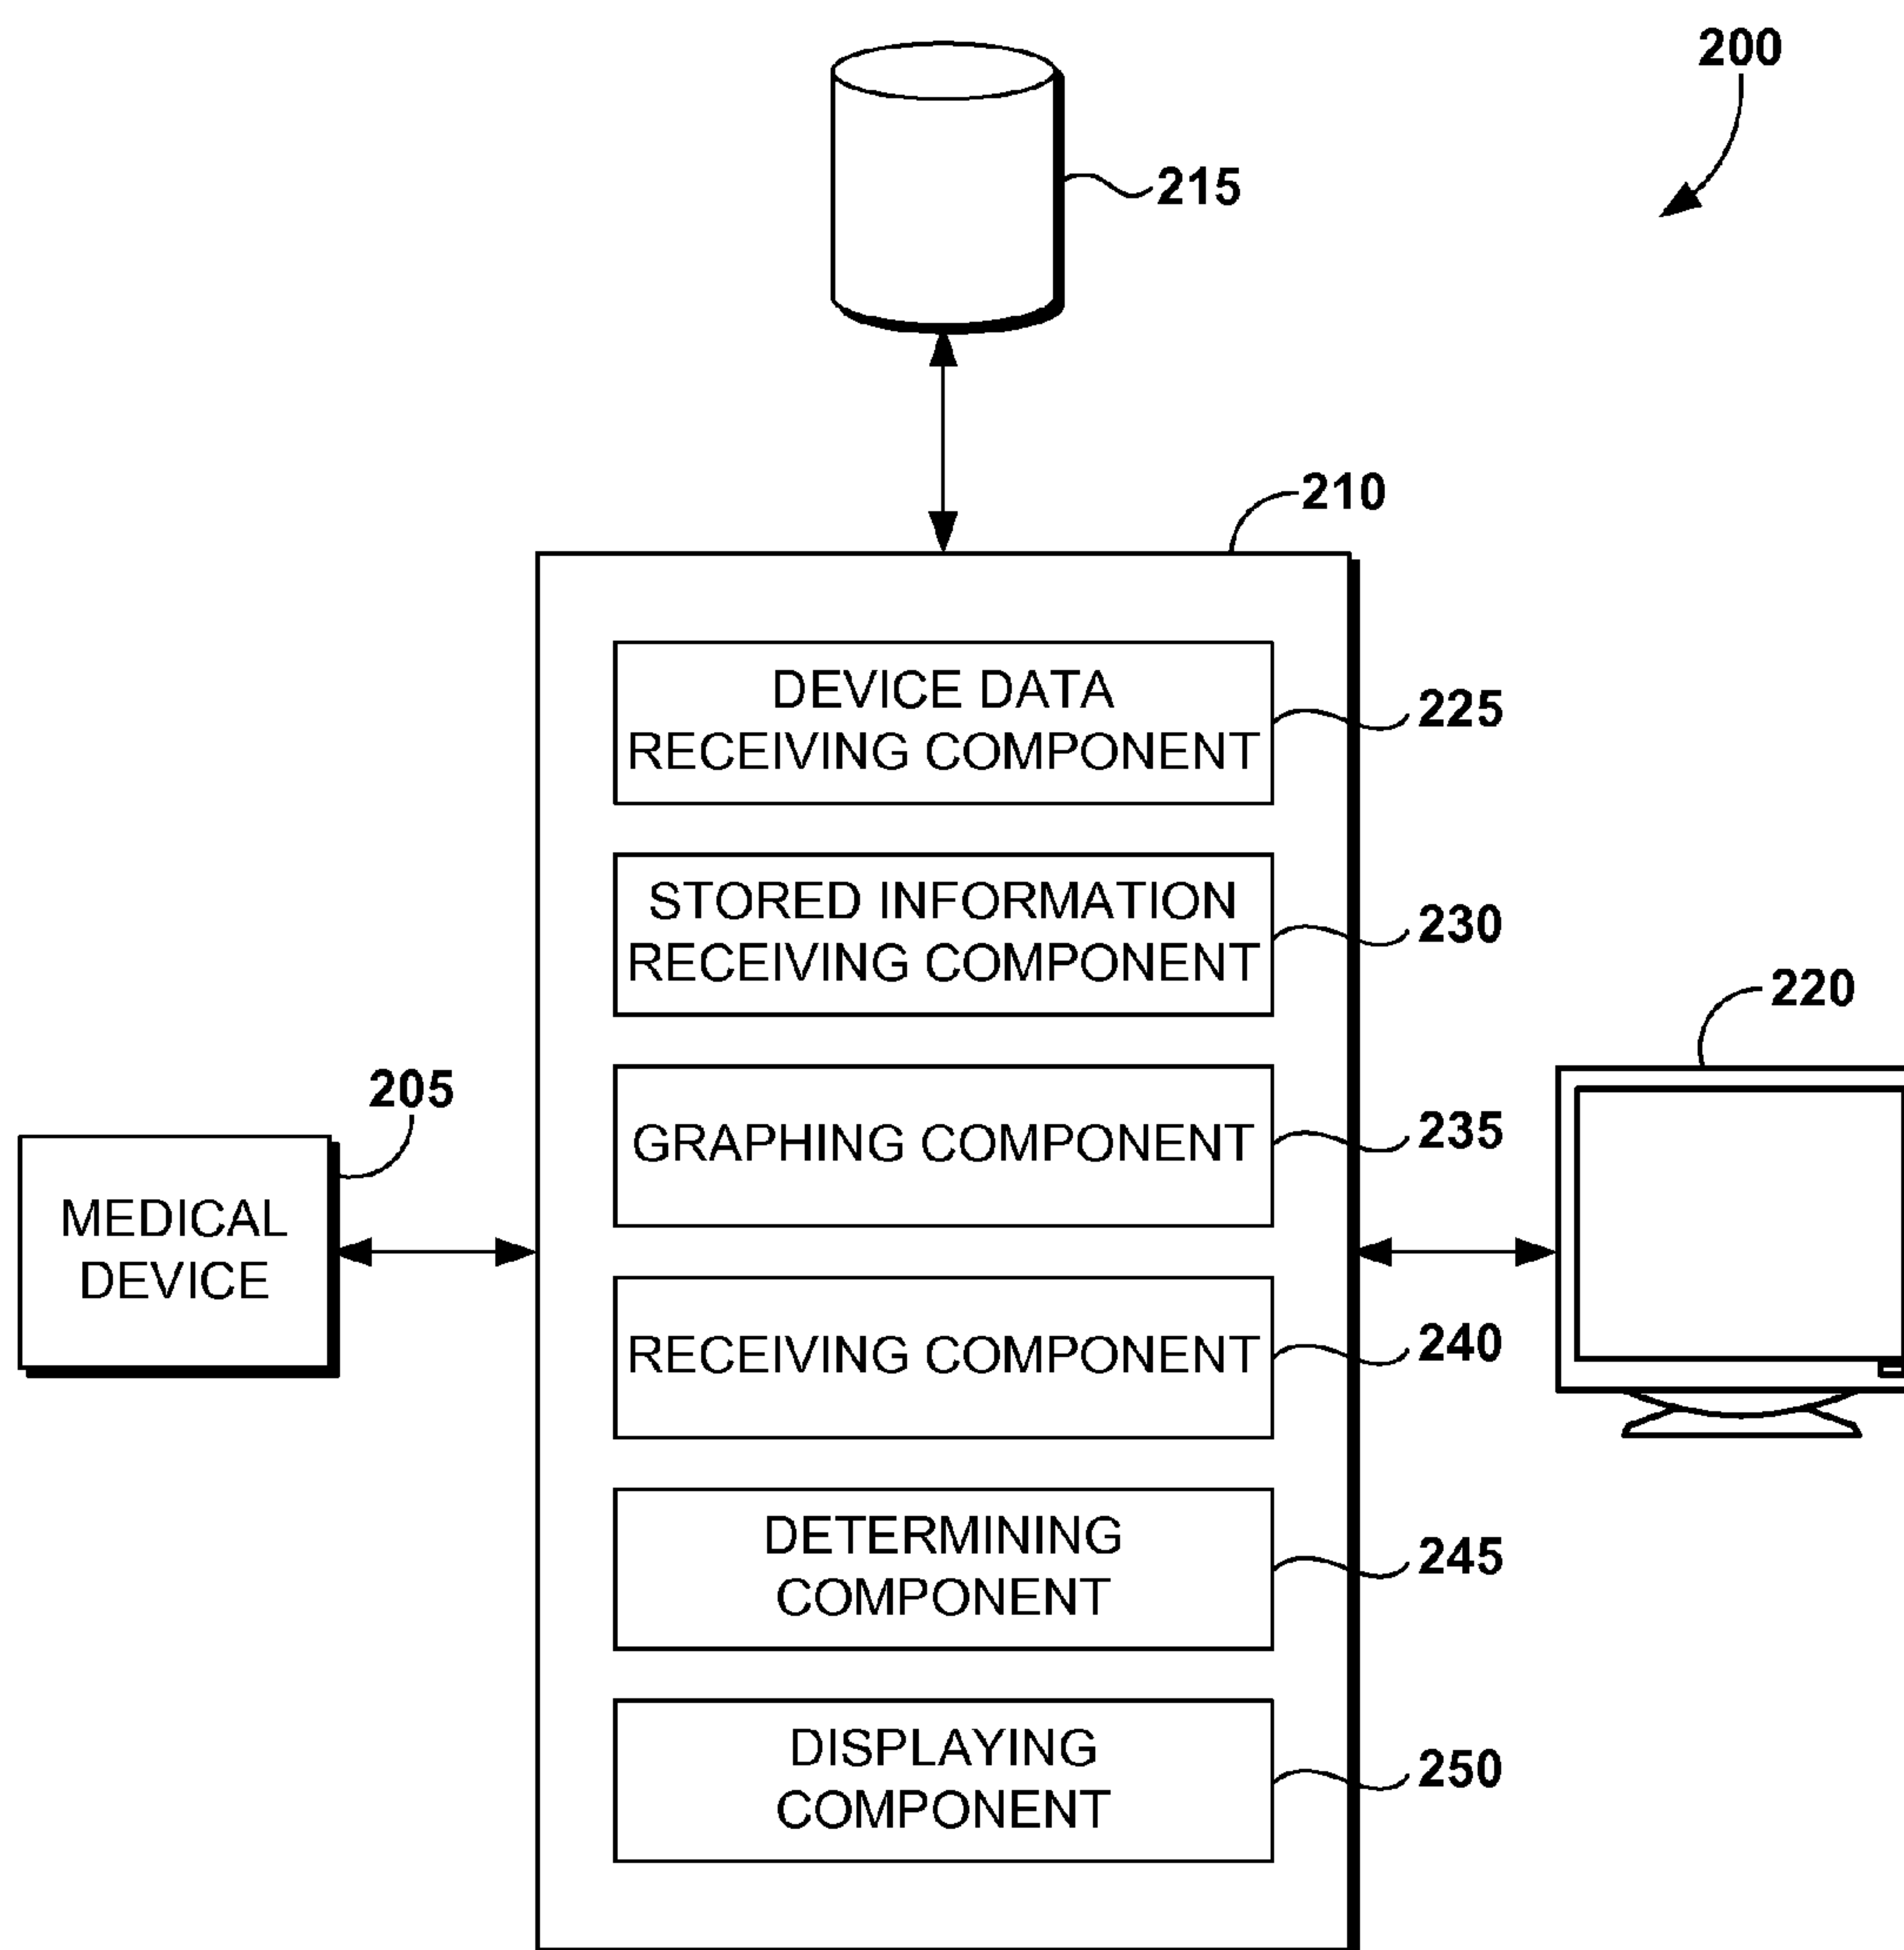 200
215
210
DEVICE DATA
RECEIVING COMPONENT
225
STORED INFORMATION
RECEIVING COMPONENT
230
220
205
MEDICAL
DEVICE
GRAPHING COMPONENT
235
RECEIVING COMPONENT
240
DETERMINING
COMPONENT
245
DISPLAYING
COMPONENT
250